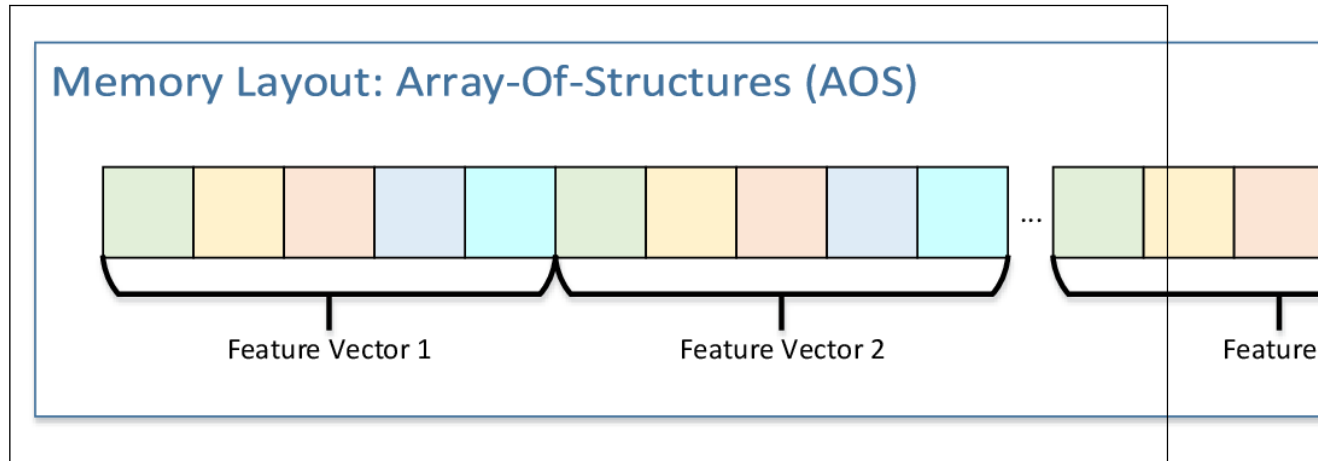 Memory Layout: Array-Of-Structures (AOS)
...
Feature Vector 1
Feature Vector 2
Feature